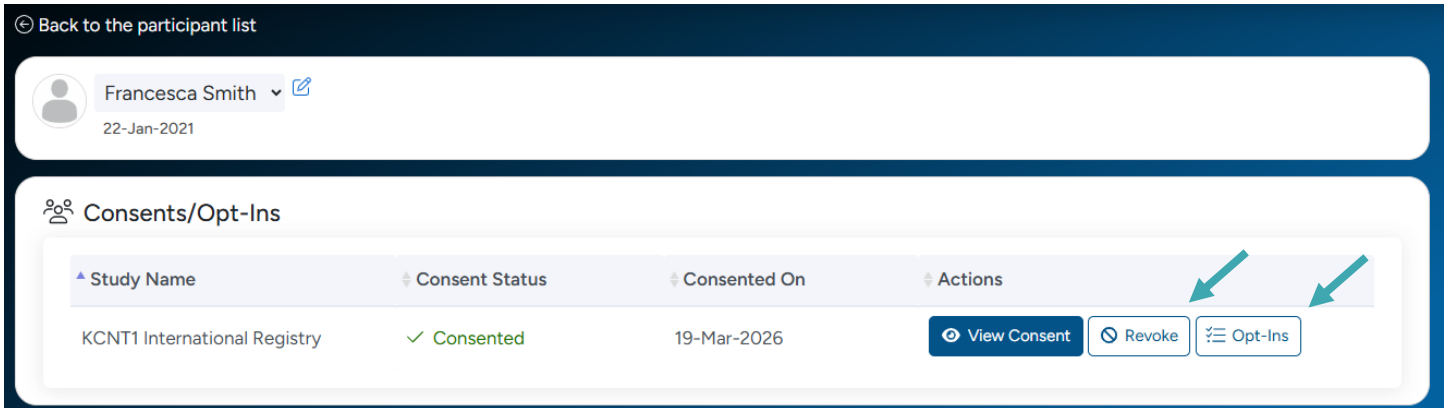 Back to the participant list
Francesca Smith
22-Jan-2021
Consents/Opt-Ins
Study Name Consent Status Consented On Actions
KCNT1 International Registry Consented 19-Mar-2026 View Consent Revoke Opt-Ins